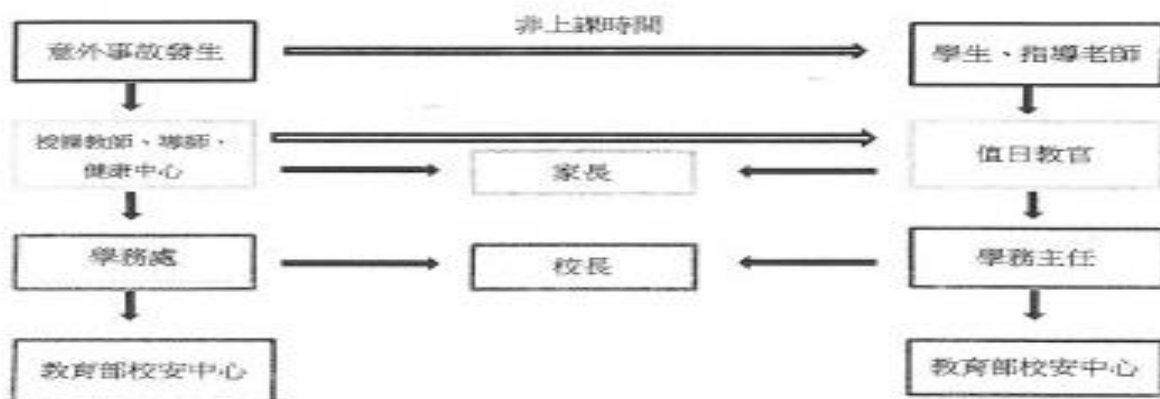 非上課時間
意外事故發生
學生、指導老師
授課教師、導師、
健康中心
家長
值日教官
學務處
校長
學務主任
教育部校安中心
教育部校安中心